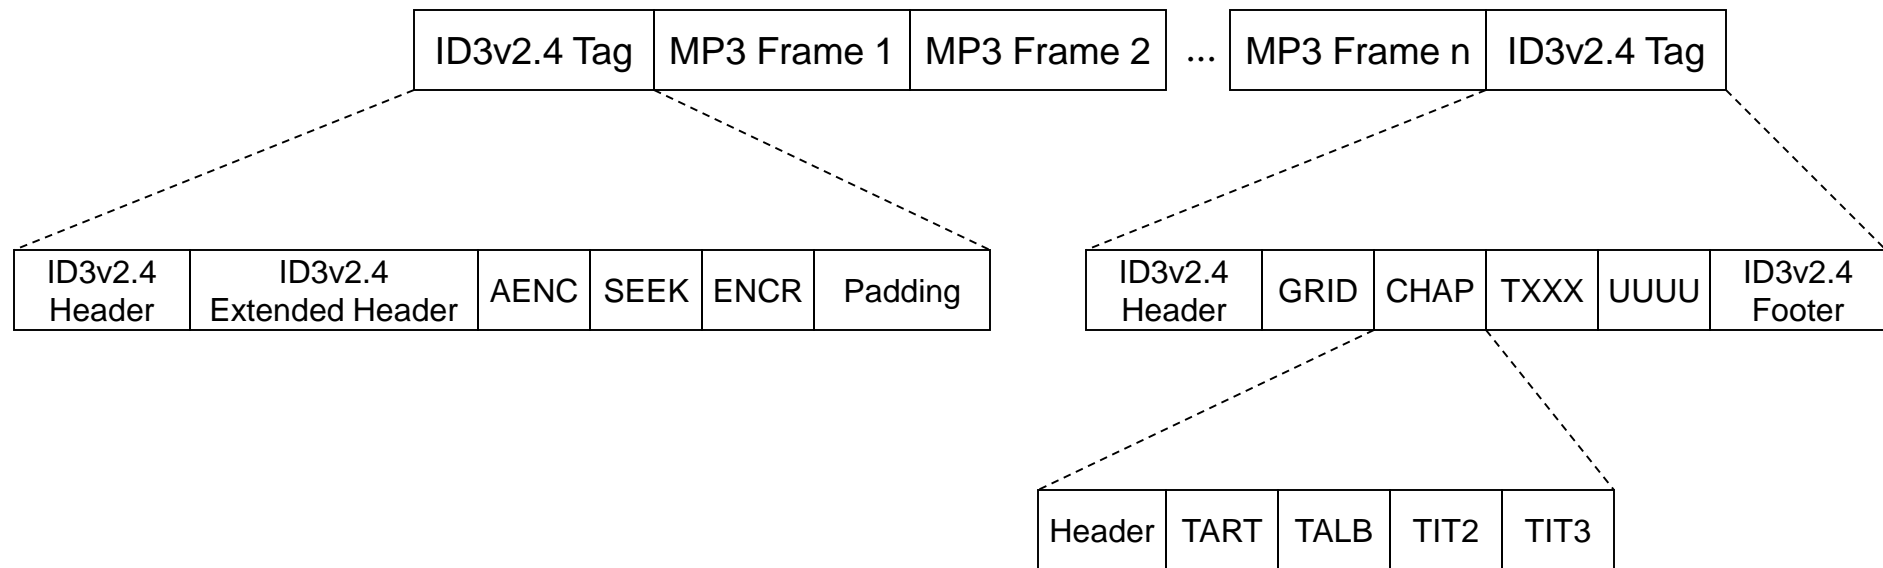 ID3v2.4 Tag MP3 Frame 1 MP3 Frame 2 ... MP3 Frame n ID3v2.4 Tag
ID3v2.4
Header
ID3v2.4
Extended Header
AENC
SEEK
ENCR
Padding
ID3v2.4
Header
GRID
CHAP
TXXX
UUUU
ID3v2.4
Footer
Header TART TALB TIT2 TIT3